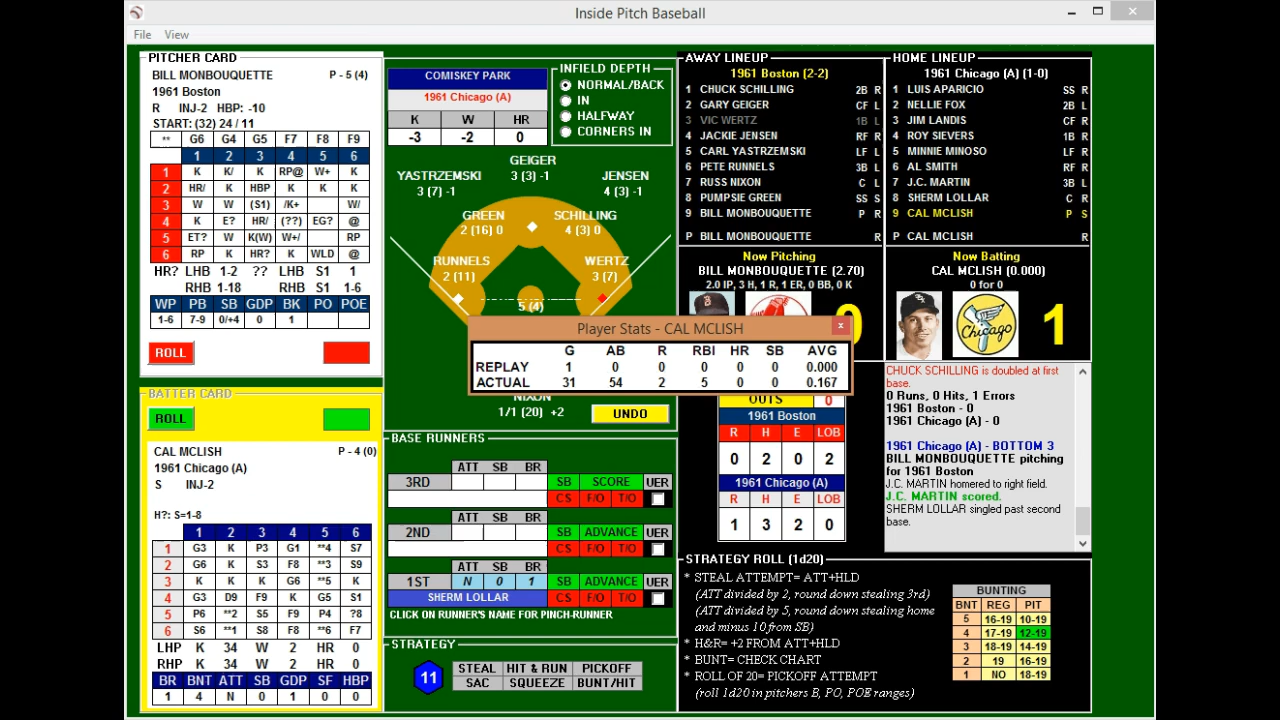 Inside Pitch Baseball
File View
PITCHER CARD
BILL MONBOUQUETTE P - 5 (4)
1961 Boston
R INJ-2 HBP: -10
START: (32) 24 / 11
** G6 G4 G5 F7 F8 F9
1 2 3 4 5 6
1 K K/ K RP@ W+ K
2 HR/ K HBP K K K
3 W W (S1) /K+ W/
4 K E? HR/ (??) EG? @
5 ET? W K(W) W+/ RP
6 RP K HR? K WLD @
HR? LHB 1-2 ?? LHB S1 1
RHB 1-18 RHB S1 1-6
WP PB SB GDP BK PO POE
1-6 7-9 0/+4 0 1
ROLL
BATTER CARD
ROLL
CAL MCLISH P - 4 (0)
1961 Chicago (A)
S INJ-2
H?: S=1-8
1 2 3 4 5 6
1 G3 K P3 G1 **4 S7
2 G6 K S3 F8 **3 S9
3 K K K G6 **5 K
4 G3 D9 F9 K G5 S1
5 P6 **2 S5 F9 P4 ?8
6 S6 **1 S8 F8 **6 F7
LHP K 34 W 2 HR 0
RHP K 34 W 2 HR 0
BR BNT ATT SB GDP SF HBP
1 4 N 0 1 0 0
COMISKEY PARK
1961 Chicago (A)
K W HR
-3 -2 0
INFIELD DEPTH
NORMAL/BACK
IN
HALFWAY
CORNERS IN
GEIGER
3 (3) -1
YASTRZEMSKI
3 (7) -1
JENSEN
4 (3) -1
GREEN
2 (16) 0
SCHILLING
4 (3) 0
RUNNELS
2 (11)
WERTZ
3 (7)
5 (4)
Player Stats - CAL MCLISH x
G AB R RBI HR SB AVG
REPLAY 1 0 0 0 0 0 0.000
ACTUAL 31 54 2 5 0 0 0.167
NIXON
1/1 (20) +2
UNDO
BASE RUNNERS
ATT SB BR
3RD SB SCORE UER
CS F/O T/O
ATT SB BR
2ND SB ADVANCE UER
CS F/O T/O
ATT SB BR
1ST N 0 1 SB ADVANCE UER
SHERM LOLLAR CS F/O T/O
CLICK ON RUNNER'S NAME FOR PINCH-RUNNER
STRATEGY
11
STEAL HIT & RUN PICKOFF
SAC SQUEEZE BUNT/HIT
AWAY LINEUP
1961 Boston (2-2)
1 CHUCK SCHILLING 2B R
2 GARY GEIGER CF L
3 VIC WERTZ 1B L
4 JACKIE JENSEN RF R
5 CARL YASTRZEMSKI LF L
6 PETE RUNNELS 3B L
7 RUSS NIXON C L
8 PUMPSIE GREEN SS S
9 BILL MONBOUQUETTE P R
P BILL MONBOUQUETTE R
HOME LINEUP
1961 Chicago (A) (1-0)
1 LUIS APARICIO SS R
2 NELLIE FOX 2B L
3 JIM LANDIS CF R
4 ROY SIEVERS 1B R
5 MINNIE MINOSO LF R
6 AL SMITH RF R
7 J.C. MARTIN 3B L
8 SHERM LOLLAR C R
9 CAL MCLISH P S
P CAL MCLISH R
Now Pitching
BILL MONBOUQUETTE (2.70)
2.0 IP, 3 H, 1 R, 1 ER, 0 BB, 0 K
0
Now Batting
CAL MCLISH (0.000)
0 for 0
Chicago
1
OUTS 0
1961 Boston
R H E LOB
0 2 0 2
1961 Chicago (A)
R H E LOB
1 3 2 0
CHUCK SCHILLING is doubled at first
base.
0 Runs, 0 Hits, 1 Errors
1961 Boston - 0
1961 Chicago (A) - 0
1961 Chicago (A) - BOTTOM 3
BILL MONBOUQUETTE pitching
for 1961 Boston
J.C. MARTIN homered to right field.
J.C. MARTIN scored.
SHERM LOLLAR singled past second
base.
STRATEGY ROLL (1d20)
* STEAL ATTEMPT= ATT+HLD
(ATT divided by 2, round down stealing 3rd)
(ATT divided by 5, round down stealing home
and minus 10 from SB)
* H&R= +2 FROM ATT+HLD
* BUNT= CHECK CHART
* ROLL OF 20= PICKOFF ATTEMPT
(roll 1d20 in pitchers B, PO, POE ranges)
BUNTING
BNT REG PIT
5 16-19 10-19
4 17-19 12-19
3 18-19 14-19
2 19 16-19
1 NO 18-19